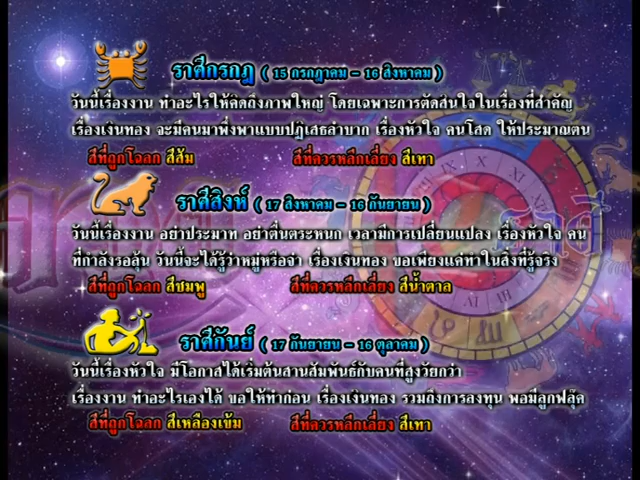 ราศีกรกฎ ( 15 กรกฎาคม - 16 สิงหาคม )
วันนี้เรื่องงาน ทำอะไรให้คิดถึงภาพใหญ่ โดยเฉพาะการตัดสินใจในเรื่องที่สำคัญ
เรื่องเงินทอง จะมีคนมาพึ่งพาแบบปฏิเสธลำบาก เรื่องหัวใจ คนโสด ให้ประมาณตน
สีที่ถูกโฉลก สีส้ม สีที่ควรหลีกเลี่ยง สีเทา
ราศีสิงห์ ( 17 สิงหาคม - 16 กันยายน )
วันนี้เรื่องงาน อย่าประมาท อย่าตื่นตระหนก เวลามีการเปลี่ยนแปลง เรื่องหัวใจ คน
ที่กำลังรอลุ้น วันนี้จะได้รู้ว่าหมู่หรือจ่า เรื่องเงินทอง ขอเพียงแค่ทำในสิ่งที่รู้จริง
สีที่ถูกโฉลก สีชมพู สีที่ควรหลีกเลี่ยง สีน้ำตาล
ราศีกันย์ ( 17 กันยายน - 16 ตุลาคม )
วันนี้เรื่องหัวใจ มีโอกาสได้เริ่มต้นสานสัมพันธ์กับคนที่สูงวัยกว่า
เรื่องงาน ทำอะไรเองได้ ขอให้ทำก่อน เรื่องเงินทอง รวมถึงการลงทุน พอมีลูกฟลุ๊ค
สีที่ถูกโฉลก สีเหลืองเข้ม สีที่ควรหลีกเลี่ยง สีเทา